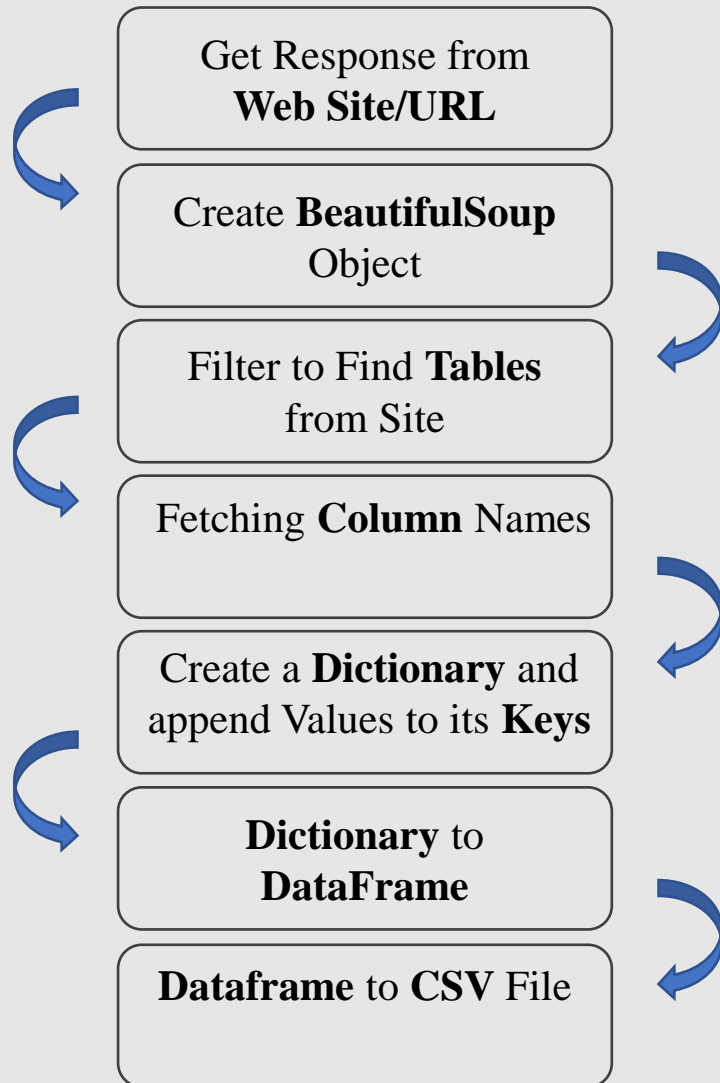 Get Response from
Web Site/URL
Create BeautifulSoup
Object
Filter to Find Tables
from Site
Fetching Column Names
Create a Dictionary and
append Values to its Keys
Dictionary to
DataFrame
Dataframe to CSV File